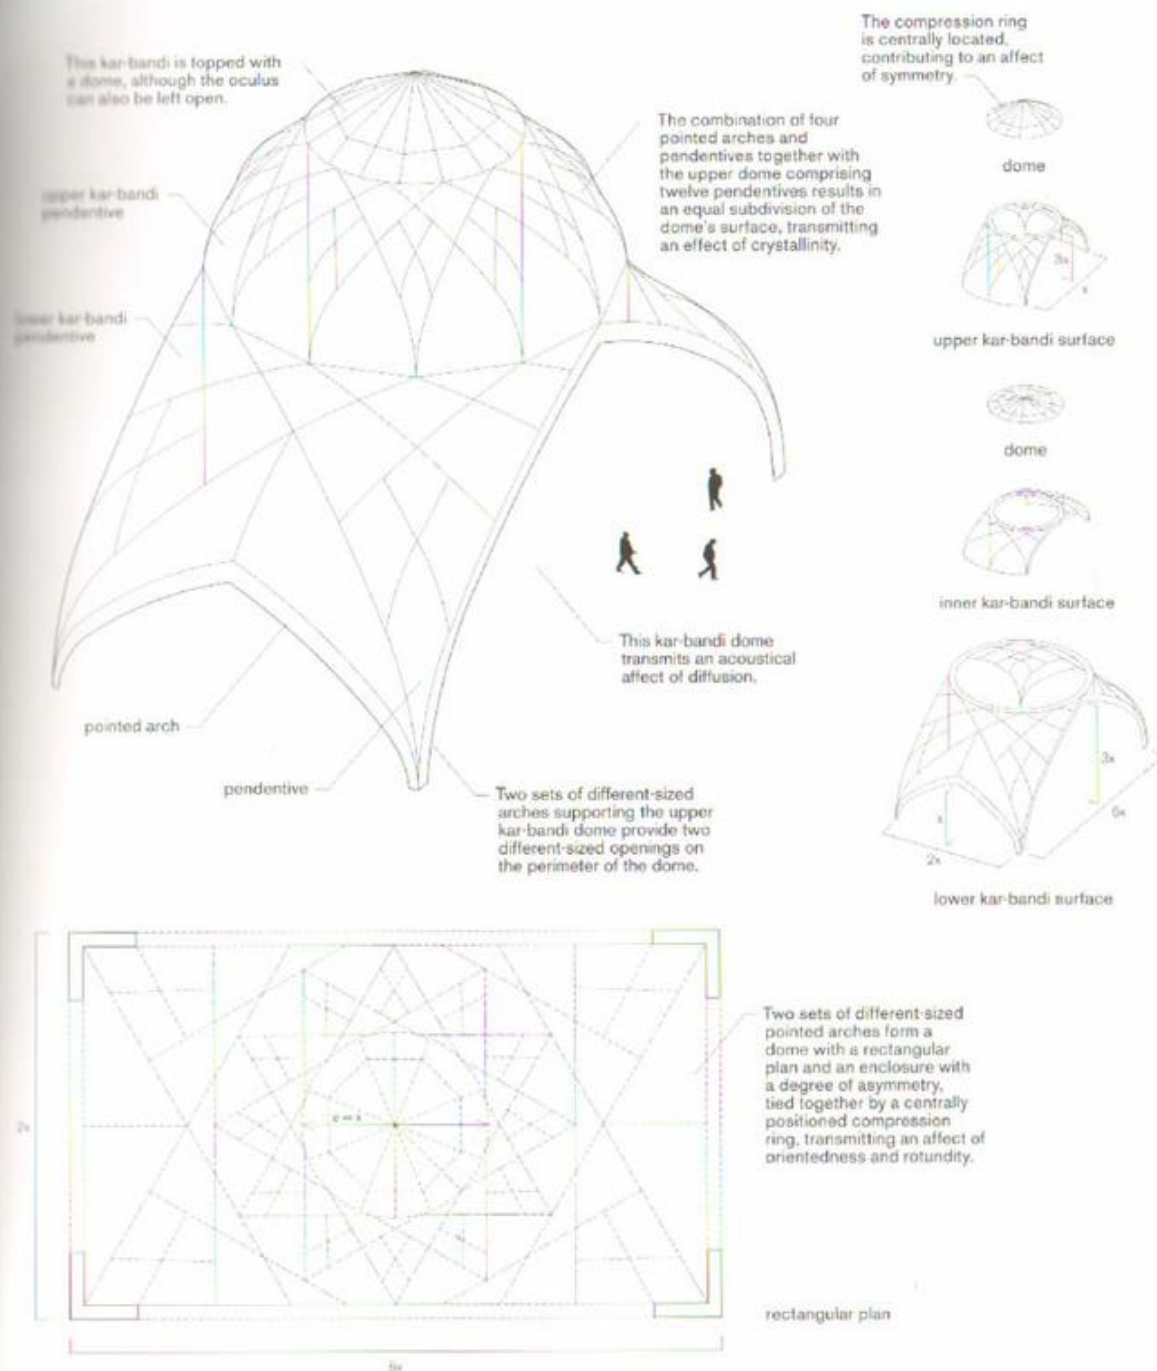 This kar-bandi is topped with
a dome, although the oculus
can also be left open.
upper kar-bandi
pendentive
lower kar-bandi
pendentive
The combination of four
pointed arches and
pendentives together with
the upper dome comprising
twelve pendentives results in
an equal subdivision of the
dome's surface, transmitting
an effect of crystallinity.
This kar-bandi dome
transmits an acoustical
affect of diffusion.
pointed arch
pendentive
Two sets of different-sized
arches supporting the upper
kar-bandi dome provide two
different-sized openings on
the perimeter of the dome.
The compression ring
is centrally located,
contributing to an affect
of symmetry.
dome
3x
x
upper kar-bandi surface
dome
inner kar-bandi surface
x
2x
3x
lower kar-bandi surface
2x
Two sets of different-sized
pointed arches form a
dome with a rectangular
plan and an enclosure with
a degree of asymmetry,
tied together by a centrally
positioned compression
ring, transmitting an affect of
orientedness and rotundity.
rectangular plan